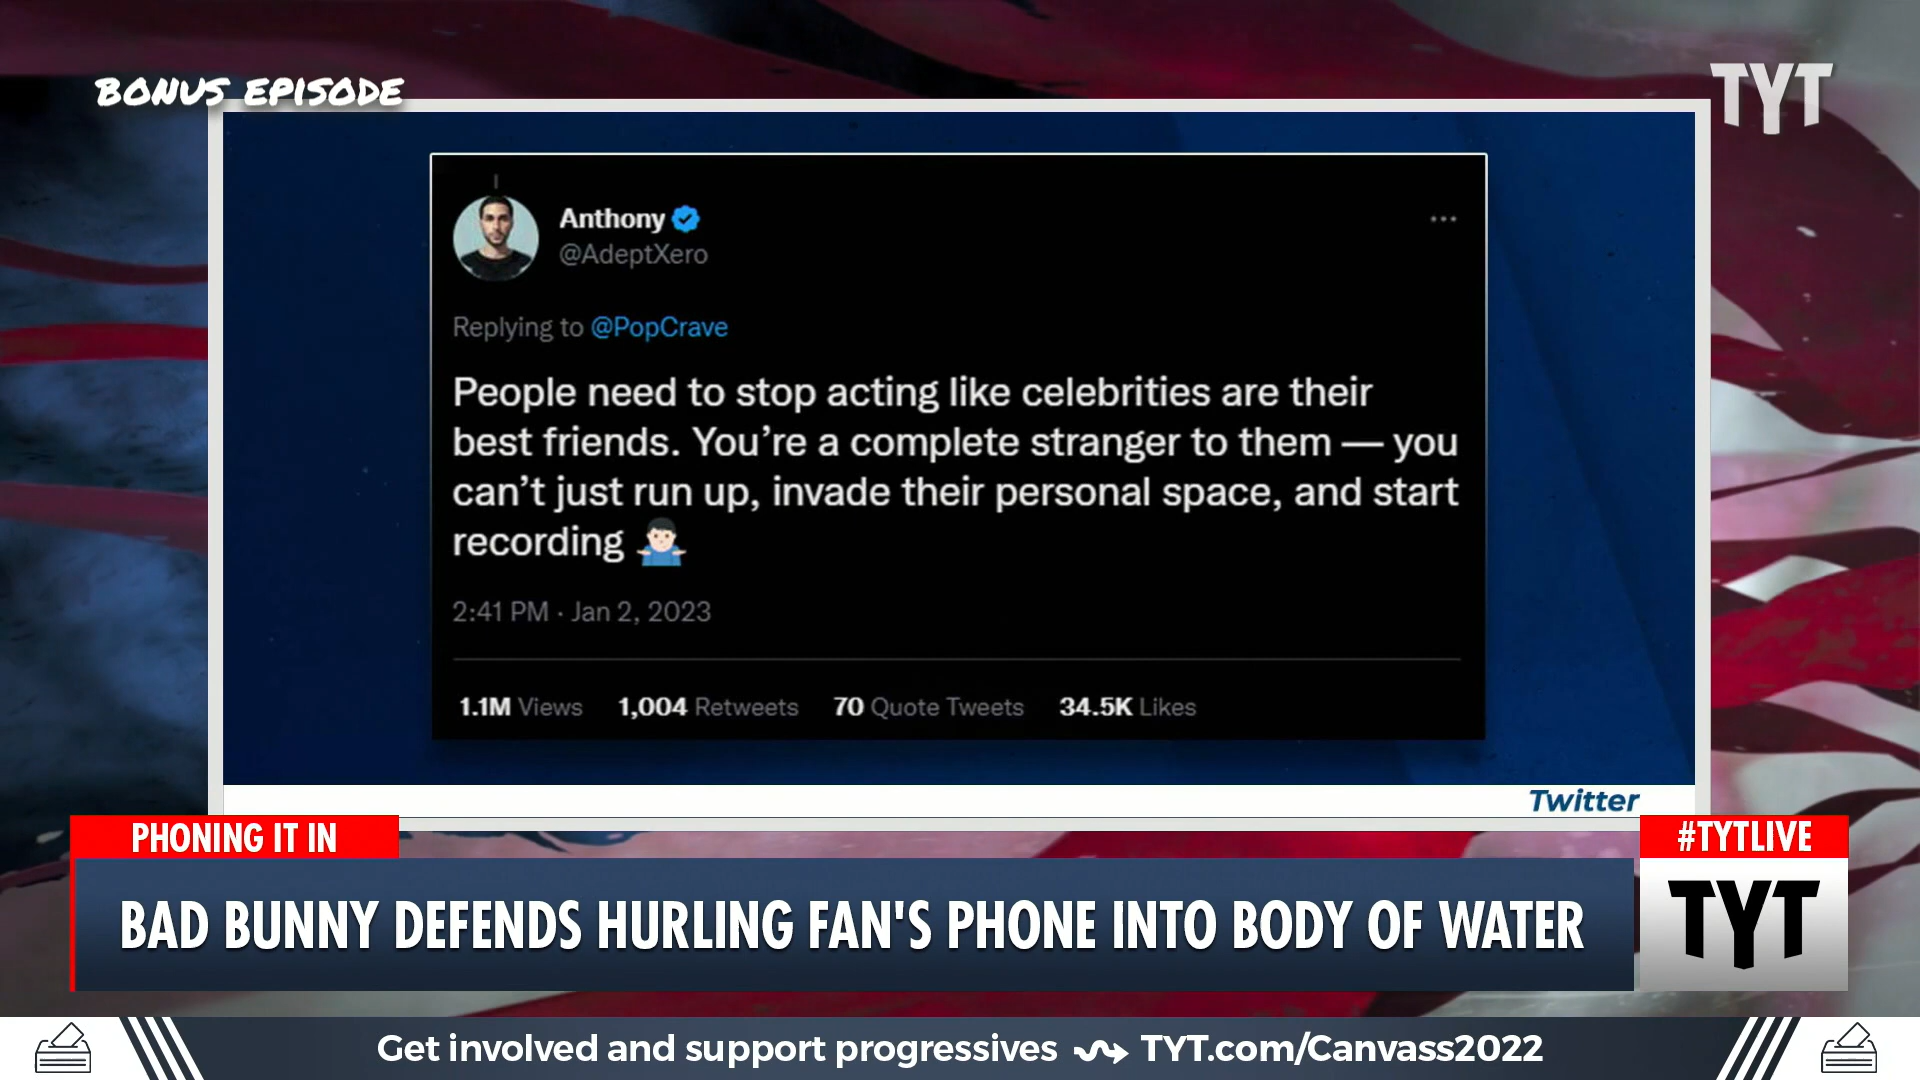 BONUS EPISODE
TYT
Anthony
@AdeptXero
Replying to @PopCrave
People need to stop acting like celebrities are their
best friends. You’re a complete stranger to them — you
can’t just run up, invade their personal space, and start
recording 🤷🏻‍♂️
2:41 PM · Jan 2, 2023
1.1M Views 1,004 Retweets 70 Quote Tweets 34.5K Likes
Twitter
PHONING IT IN
#TYTLIVE
BAD BUNNY DEFENDS HURLING FAN'S PHONE INTO BODY OF WATER
TYT
Get involved and support progressives TYT.com/Canvass2022